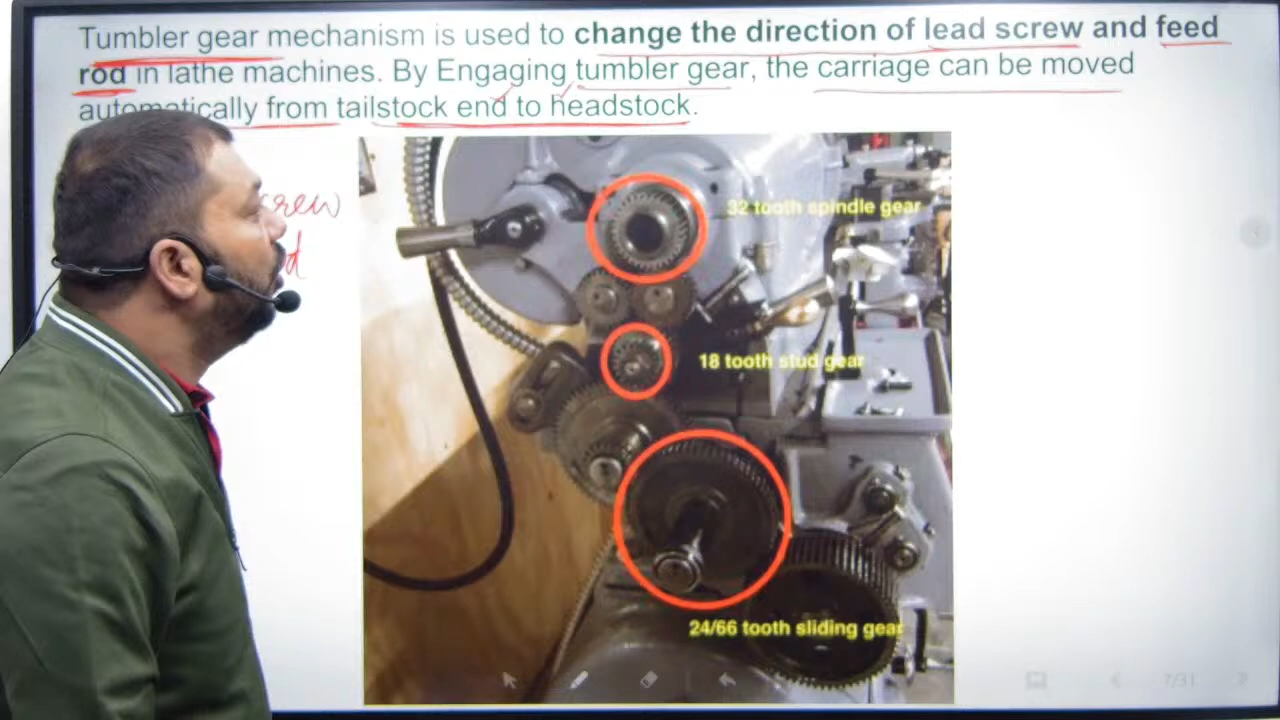 Tumbler gear mechanism is used to change the direction of lead screw and feed
rod in lathe machines. By Engaging tumbler gear, the carriage can be moved
automatically from tailstock end to headstock.
32 tooth spindle gear
18 tooth stud gear
24/66 tooth sliding gear
7/31